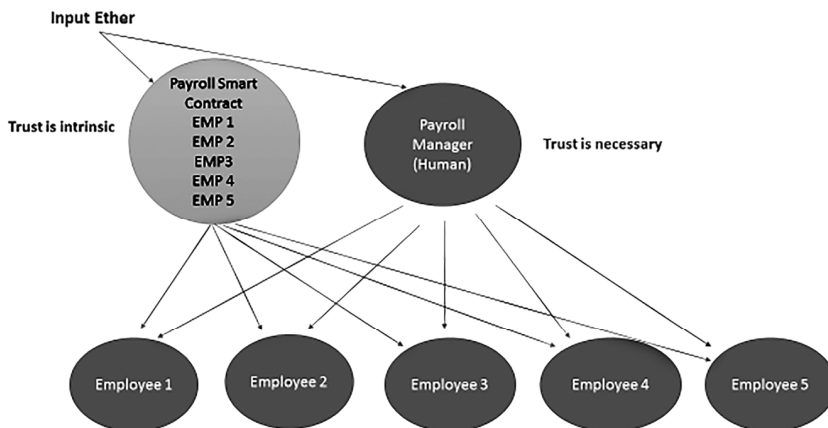 Input Ether
Payroll Smart
Contract
EMP 1
EMP 2
EMP3
EMP 4
EMP 5
Trust is intrinsic
Payroll
Manager
(Human)
Trust is necessary
Employee 1
Employee 2
Employee 3
Employee 4
Employee 5